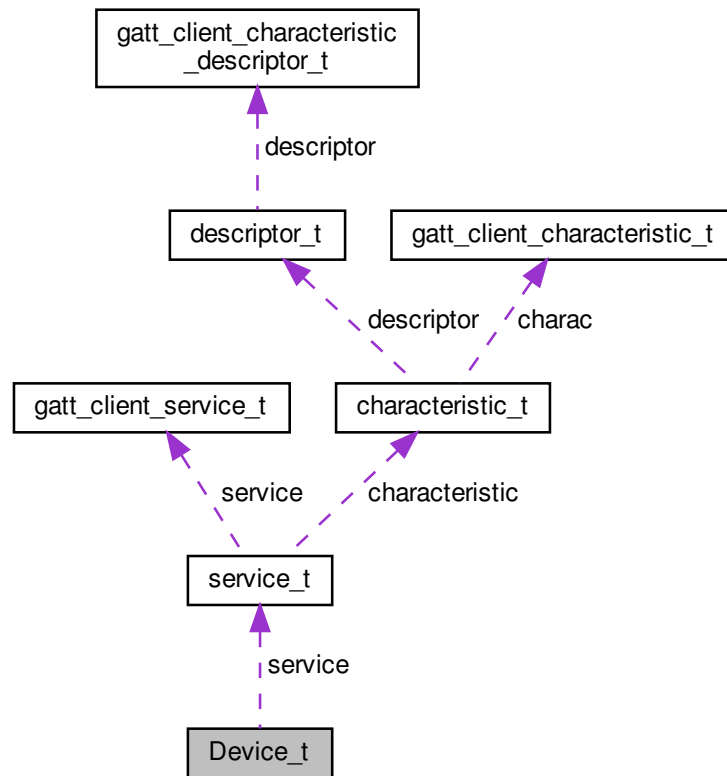 gatt_client_characteristic
_descriptor_t
descriptor
descriptor_t
gatt_client_characteristic_t
descriptor
charac
gatt_client_service_t
characteristic_t
service
characteristic
service_t
service
Device_t